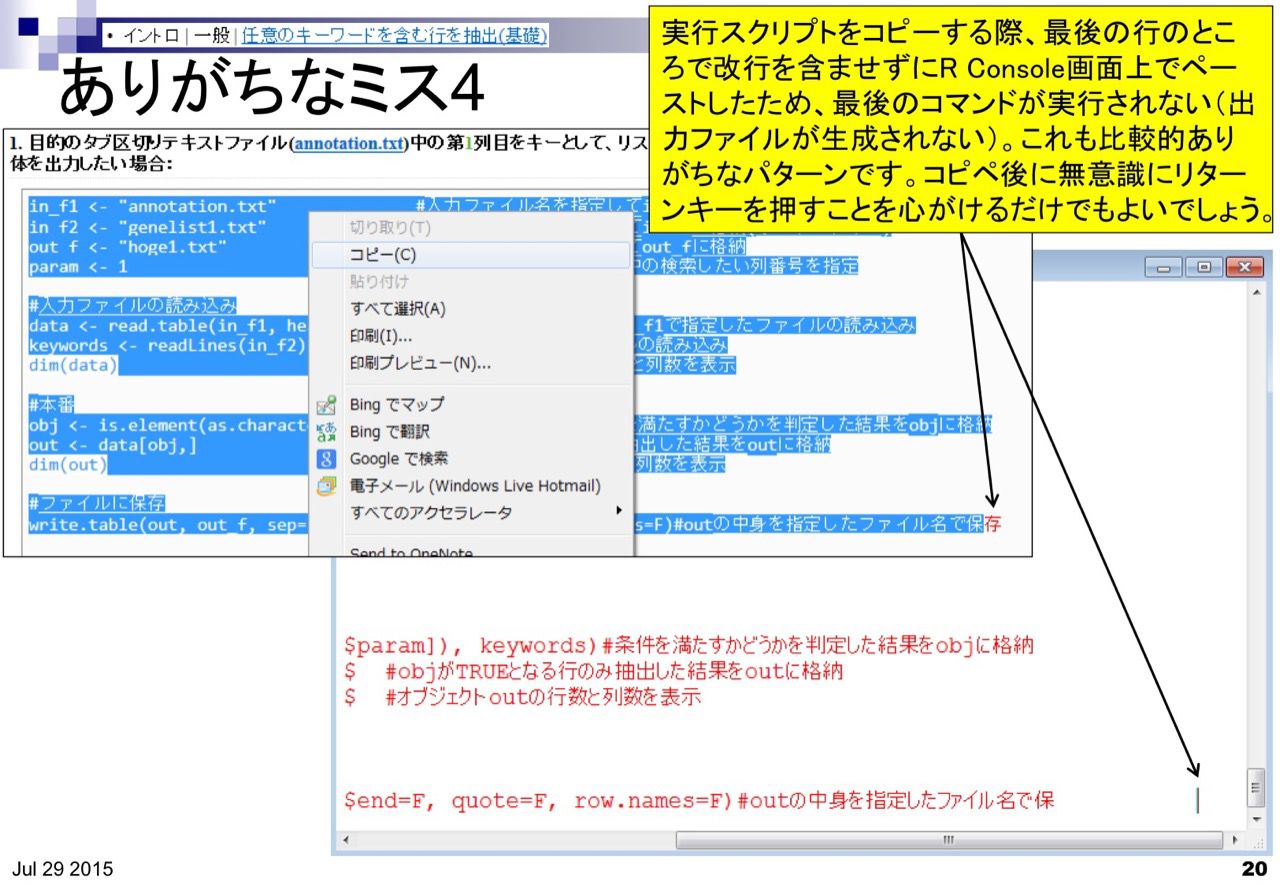 • イントロ | 一般 | 任意のキーワードを含む行を抽出(基礎)
ありがちなミス4
実行スクリプトをコピーする際、最後の行のとこ
ろで改行を含ませずにR Console画面上でペー
ストしたため、最後のコマンドが実行されない（出
力ファイルが生成されない）。これも比較的あり
がちなパターンです。コピペ後に無意識にリター
ンキーを押すことを心がけるだけでもよいでしょう。
1. 目的のタブ区切りテキストファイル(annotation.txt)中の第1列目をキーとして、リス
体を出力したい場合:
in_f1 <- "annotation.txt" #入力ファイル名を指定して
in f2 <- "genelist1.txt"
out f <- "hoge1.txt" out_fに格納
param <- 1 中の検索したい列番号を指定
#入力ファイルの読み込み
data <- read.table(in_f1, he _f1で指定したファイルの読み込み
keywords <- readLines(in_f2) の読み込み
dim(data) と列数を表示
#本番
obj <- is.element(as.charact 満たすかどうかを判定した結果をobjに格納
out <- data[obj,] 抽出した結果をoutに格納
dim(out) 列数を表示
#ファイルに保存
write.table(out, out_f, sep= s=F)#outの中身を指定したファイル名で保存
切り取り(T)
コピー(C)
貼り付け
すべて選択(A)
印刷(I)...
印刷プレビュー(N)...
Bing でマップ
Bing で翻訳
Google で検索
電子メール (Windows Live Hotmail)
すべてのアクセラレータ
Send to OneNote
$param]), keywords)#条件を満たすかどうかを判定した結果をobjに格納
$ #objがTRUEとなる行のみ抽出した結果をoutに格納
$ #オブジェクトoutの行数と列数を表示
$end=F, quote=F, row.names=F)#outの中身を指定したファイル名で保
Jul 29 2015
20